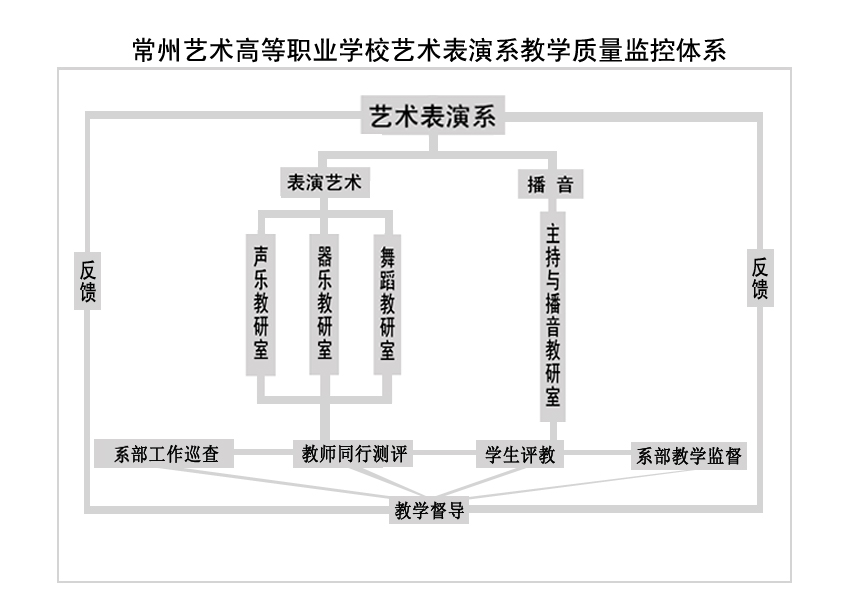 常州艺术高等职业学校艺术表演系教学质量监控体系
艺术表演系
表演艺术
播 音
反馈
声乐教研室
器乐教研室
舞蹈教研室
主持与播音教研室
反馈
系部工作巡查
教师同行测评
学生评教
系部教学监督
教学督导